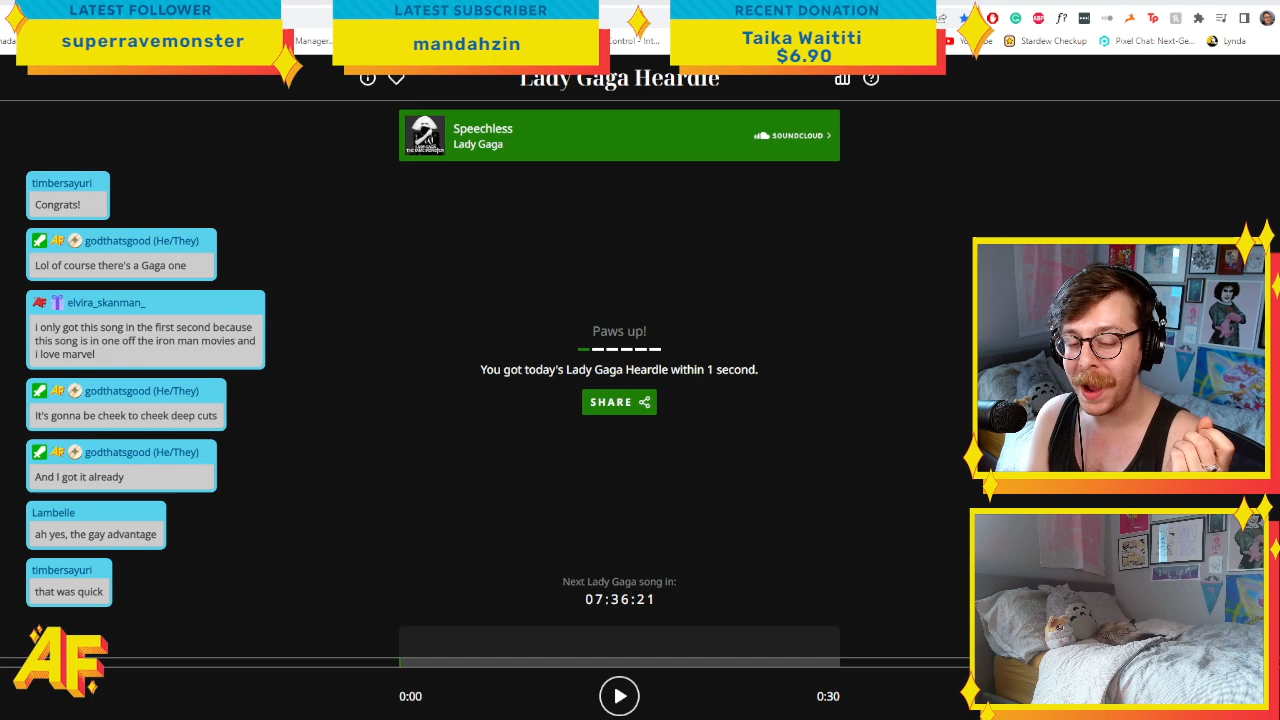 LATEST FOLLOWER
superravemonster
LATEST SUBSCRIBER
mandahzin
RECENT DONATION
Taika Waititi
$6.90
Manager...
ontrol - Int...
Stardew Checkup
Pixel Chat: Next-Ge...
Lynda
Lady Gaga Heardle
Speechless
Lady Gaga
SOUNDCLOUD
timbersayuri
Congrats!
godthatsgood (He/They)
Lol of course there's a Gaga one
elvira_skanman_
i only got this song in the first second because
this song is in one off the iron man movies and
i love marvel
godthatsgood (He/They)
It's gonna be cheek to cheek deep cuts
godthatsgood (He/They)
And I got it already
Lambelle
ah yes, the gay advantage
timbersayuri
that was quick
Paws up!
You got today's Lady Gaga Heardle within 1 second.
SHARE
Next Lady Gaga song in:
07:36:21
AF
0:00
0:30